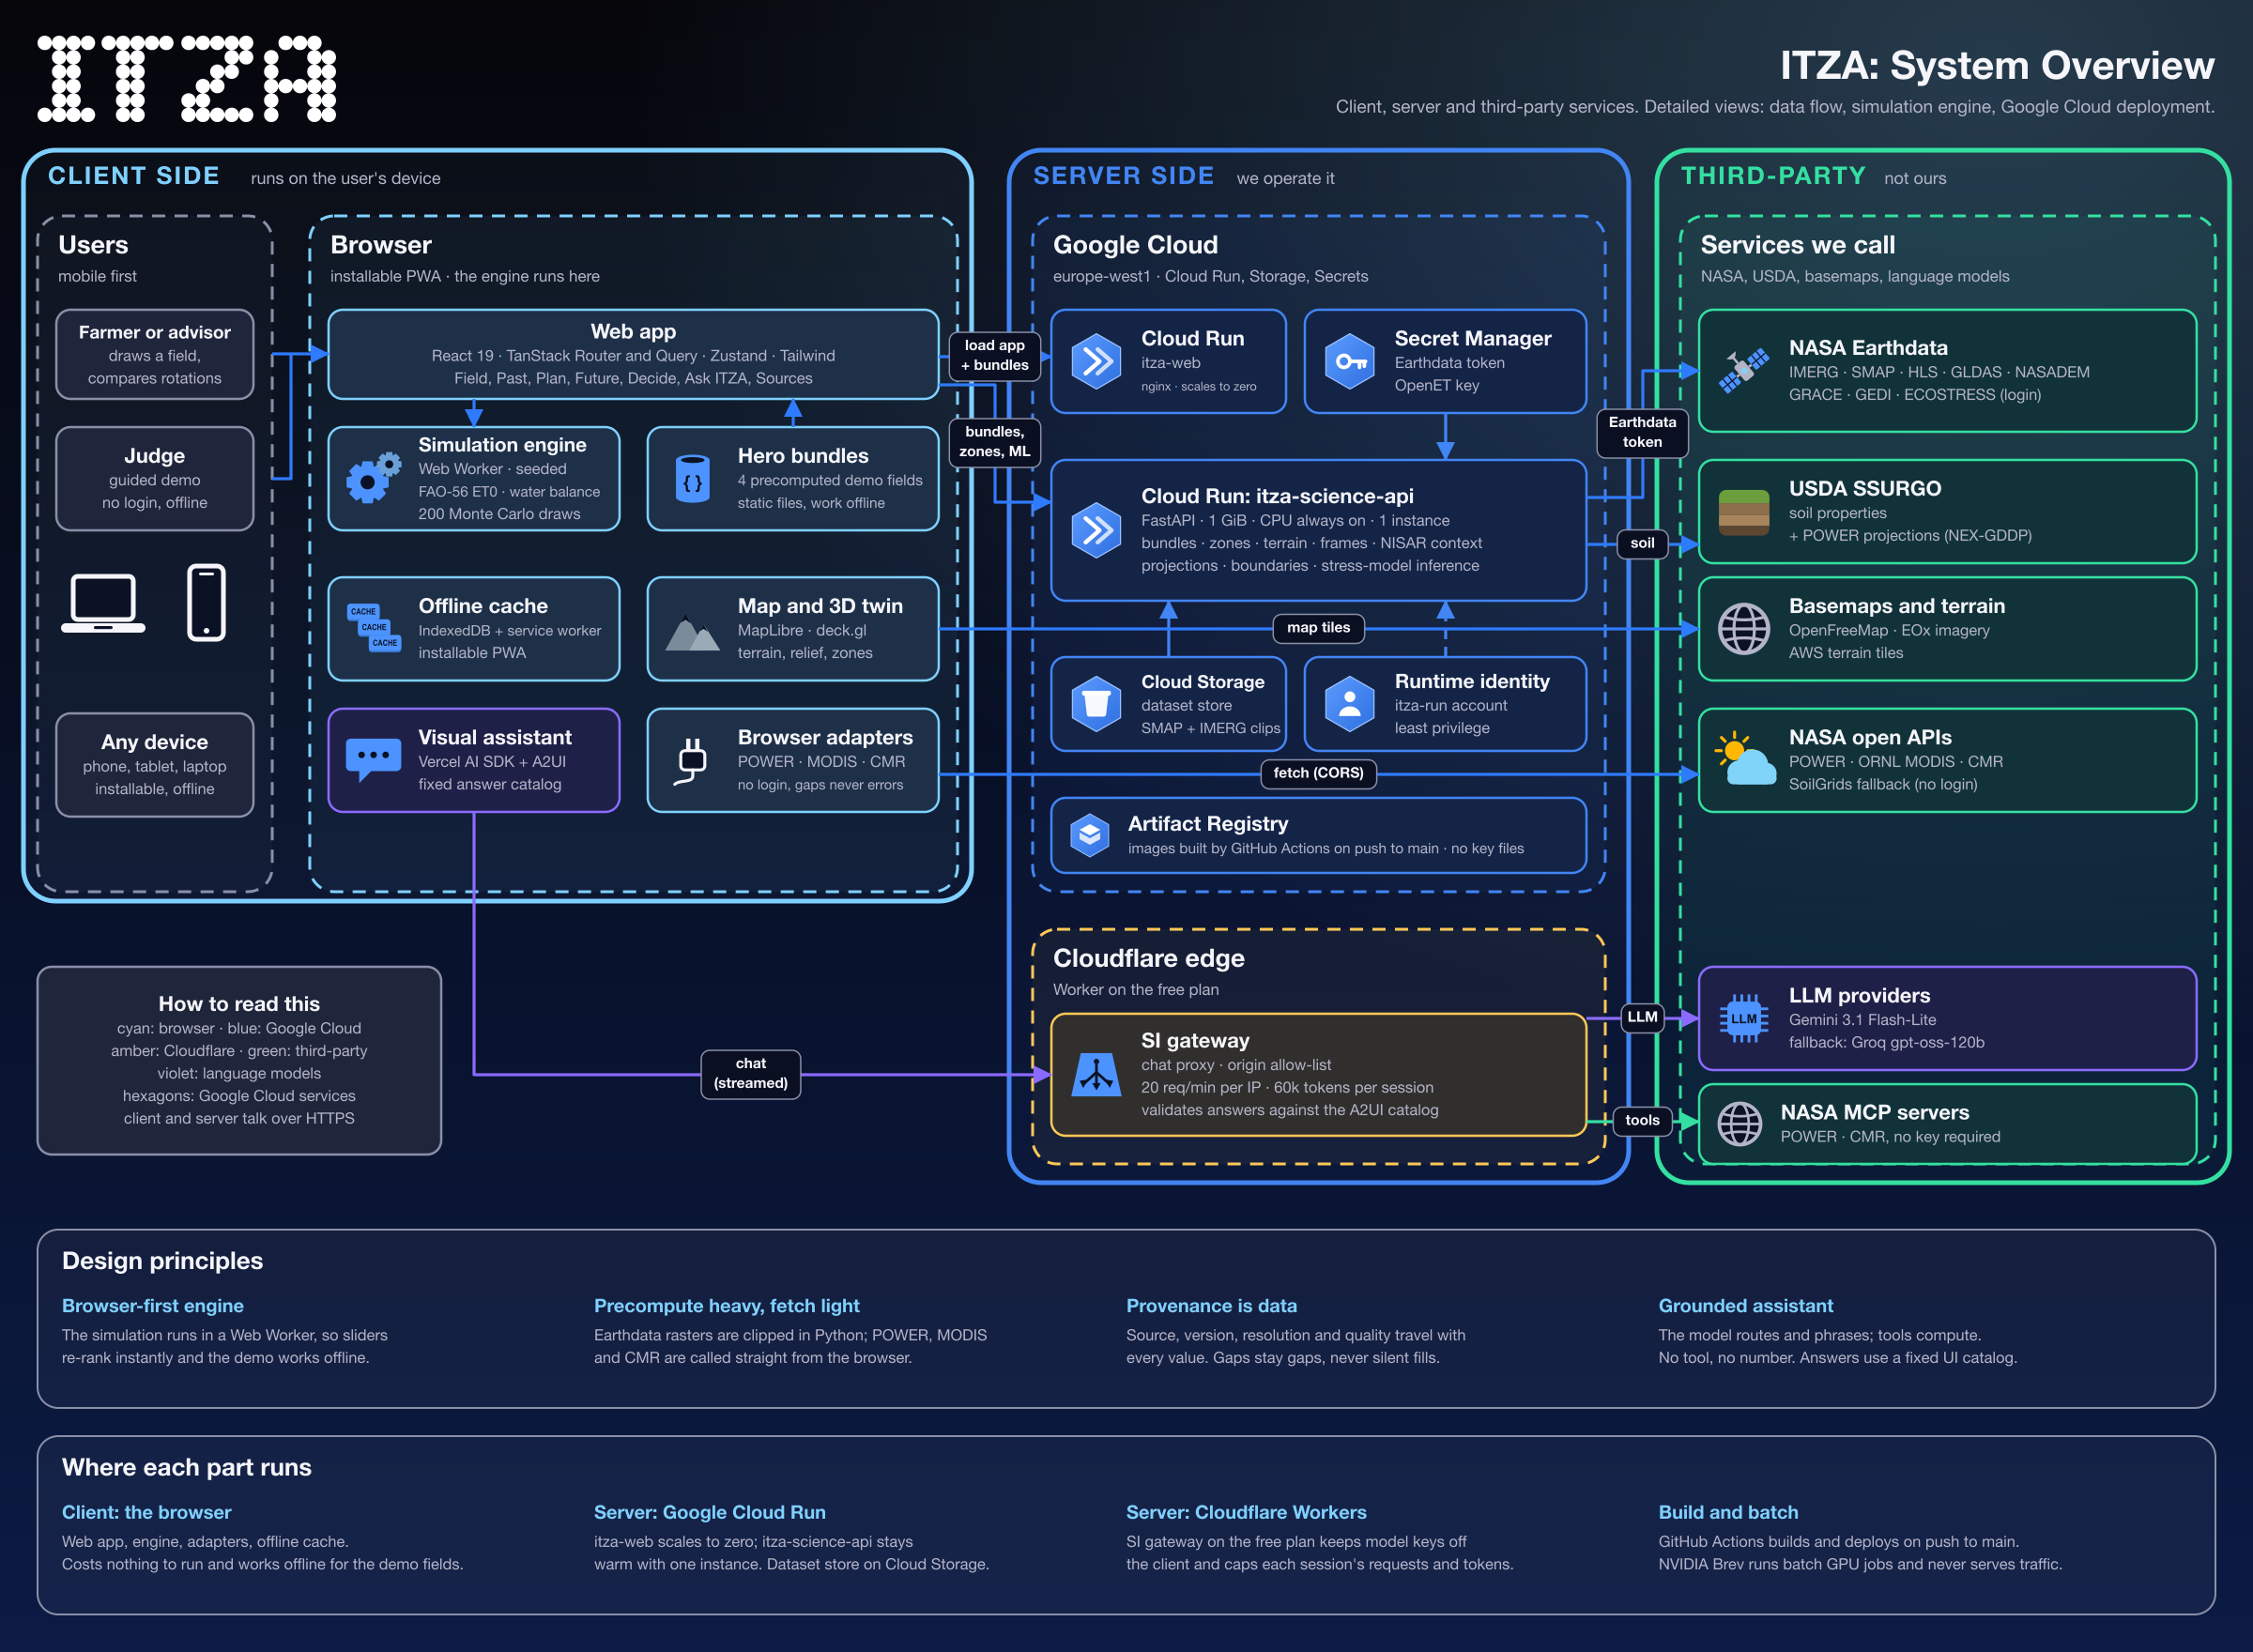 ITZA
ITZA: System Overview
Client, server and third-party services. Detailed views: data flow, simulation engine, Google Cloud deployment.
CLIENT SIDE
runs on the user's device
Users
mobile first
Farmer or advisor
draws a field,
compares rotations
Judge
guided demo
no login, offline
Any device
phone, tablet, laptop
installable, offline
Browser
installable PWA · the engine runs here
Web app
React 19 · TanStack Router and Query · Zustand · Tailwind
Field, Past, Plan, Future, Decide, Ask ITZA, Sources
Simulation engine
Web Worker · seeded
FAO-56 ET0 · water balance
200 Monte Carlo draws
{ }
Hero bundles
4 precomputed demo fields
static files, work offline
CACHE
CACHE
CACHE
Offline cache
IndexedDB + service worker
installable PWA
Map and 3D twin
MapLibre · deck.gl
terrain, relief, zones
Visual assistant
Vercel AI SDK + A2UI
fixed answer catalog
Browser adapters
POWER · MODIS · CMR
no login, gaps never errors
load app
+ bundles
bundles,
zones, ML
SERVER SIDE
we operate it
Google Cloud
europe-west1 · Cloud Run, Storage, Secrets
Cloud Run
itza-web
nginx · scales to zero
Secret Manager
Earthdata token
OpenET key
Cloud Run: itza-science-api
FastAPI · 1 GiB · CPU always on · 1 instance
bundles · zones · terrain · frames · NISAR context
projections · boundaries · stress-model inference
map tiles
Cloud Storage
dataset store
SMAP + IMERG clips
Runtime identity
itza-run account
least privilege
fetch (CORS)
Artifact Registry
images built by GitHub Actions on push to main · no key files
Cloudflare edge
Worker on the free plan
SI gateway
chat proxy · origin allow-list
20 req/min per IP · 60k tokens per session
validates answers against the A2UI catalog
Earthdata
token
soil
LLM
tools
THIRD-PARTY
not ours
Services we call
NASA, USDA, basemaps, language models
NASA Earthdata
IMERG · SMAP · HLS · GLDAS · NASADEM
GRACE · GEDI · ECOSTRESS (login)
USDA SSURGO
soil properties
+ POWER projections (NEX-GDDP)
Basemaps and terrain
OpenFreeMap · EOx imagery
AWS terrain tiles
NASA open APIs
POWER · ORNL MODIS · CMR
SoilGrids fallback (no login)
LLM
LLM providers
Gemini 3.1 Flash-Lite
fallback: Groq gpt-oss-120b
NASA MCP servers
POWER · CMR, no key required
How to read this
cyan: browser · blue: Google Cloud
amber: Cloudflare · green: third-party
violet: language models
hexagons: Google Cloud services
client and server talk over HTTPS
chat
(streamed)
Design principles
Browser-first engine
The simulation runs in a Web Worker, so sliders
re-rank instantly and the demo works offline.
Precompute heavy, fetch light
Earthdata rasters are clipped in Python; POWER, MODIS
and CMR are called straight from the browser.
Provenance is data
Source, version, resolution and quality travel with
every value. Gaps stay gaps, never silent fills.
Grounded assistant
The model routes and phrases; tools compute.
No tool, no number. Answers use a fixed UI catalog.
Where each part runs
Client: the browser
Web app, engine, adapters, offline cache.
Costs nothing to run and works offline for the demo fields.
Server: Google Cloud Run
itza-web scales to zero; itza-science-api stays
warm with one instance. Dataset store on Cloud Storage.
Server: Cloudflare Workers
SI gateway on the free plan keeps model keys off
the client and caps each session's requests and tokens.
Build and batch
GitHub Actions builds and deploys on push to main.
NVIDIA Brev runs batch GPU jobs and never serves traffic.